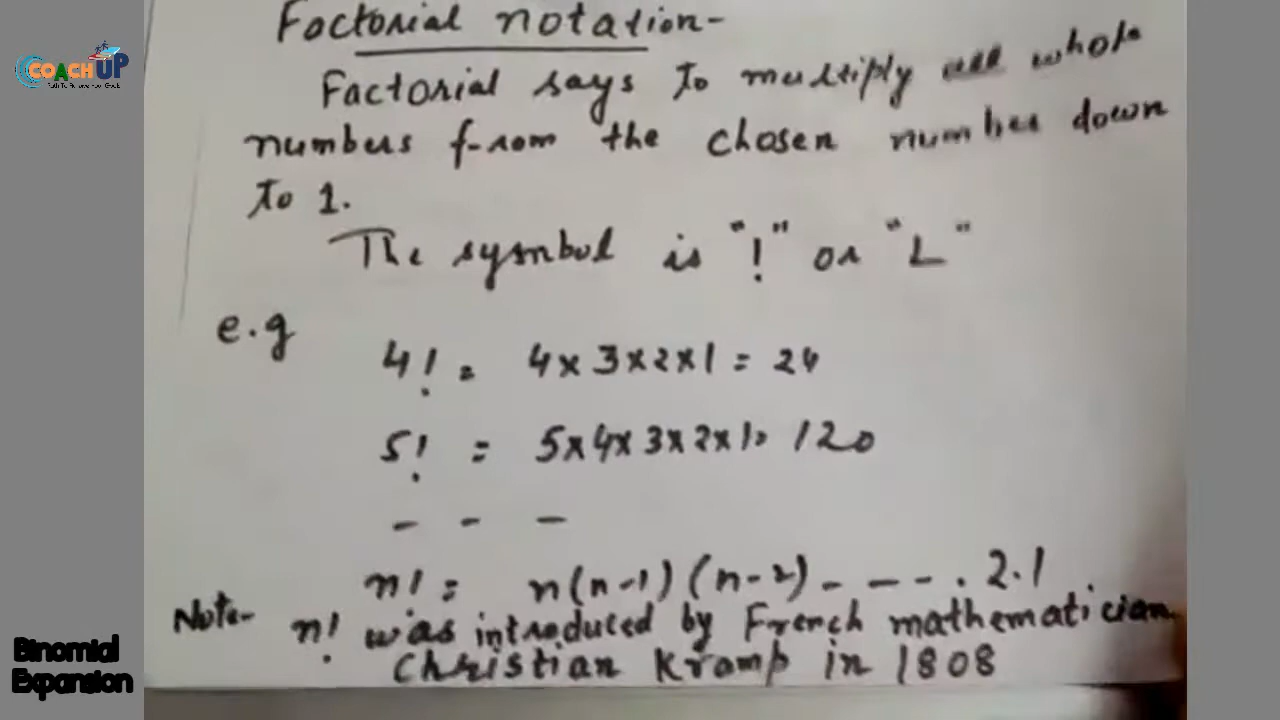 Factorial notation-
Factorial says to multiply all whole
numbers from the chosen number down
to 1.
The symbol is "!" or "L"
e.g
4! = 4x3x2x1 = 24
5! = 5x4x3x2x1= 120
- - -
n! = n(n-1)(n-2)- - - - . 2.1
Note- n! was introduced by French mathematician
Christian Kramp in 1808
COACHUP
Binomial
Expansion